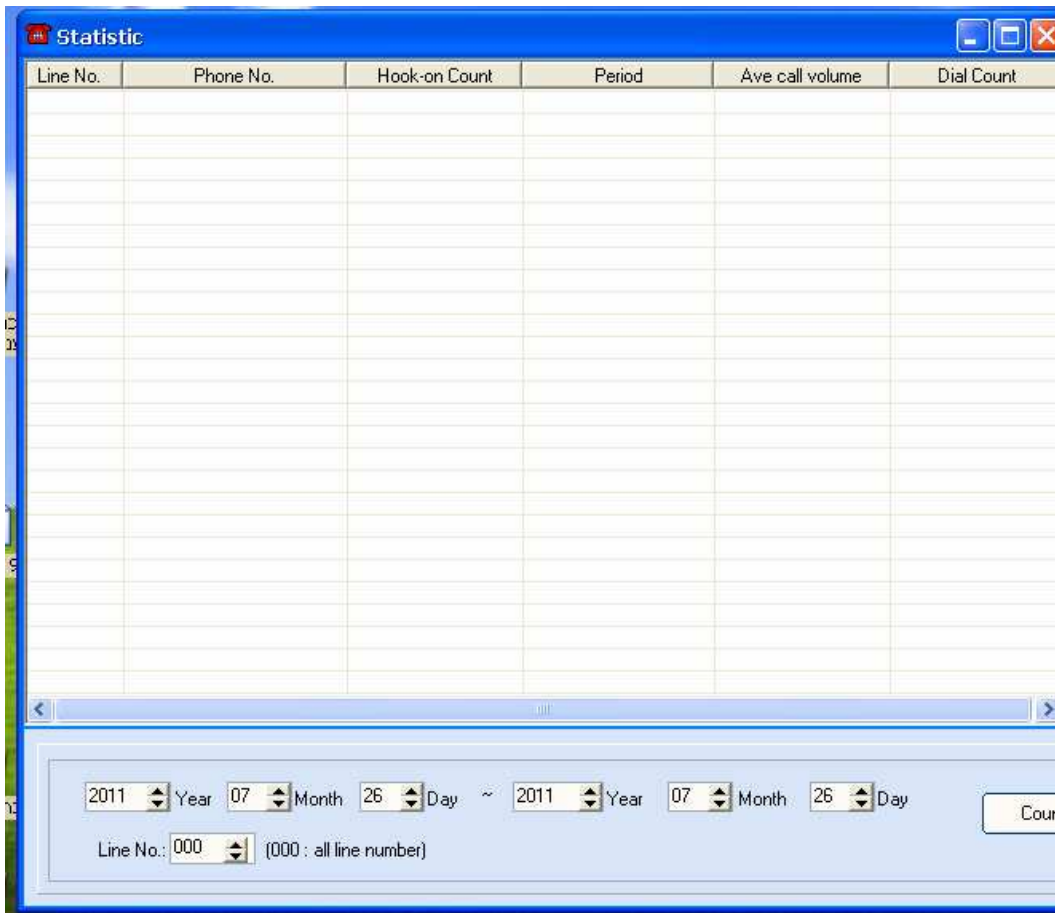 Statistic
Line No. Phone No. Hook-on Count Period Ave call volume Dial Count
2011 Year 07 Month 26 Day ~ 2011 Year 07 Month 26 Day
Coun
Line No.: 000 (000 : all line number)